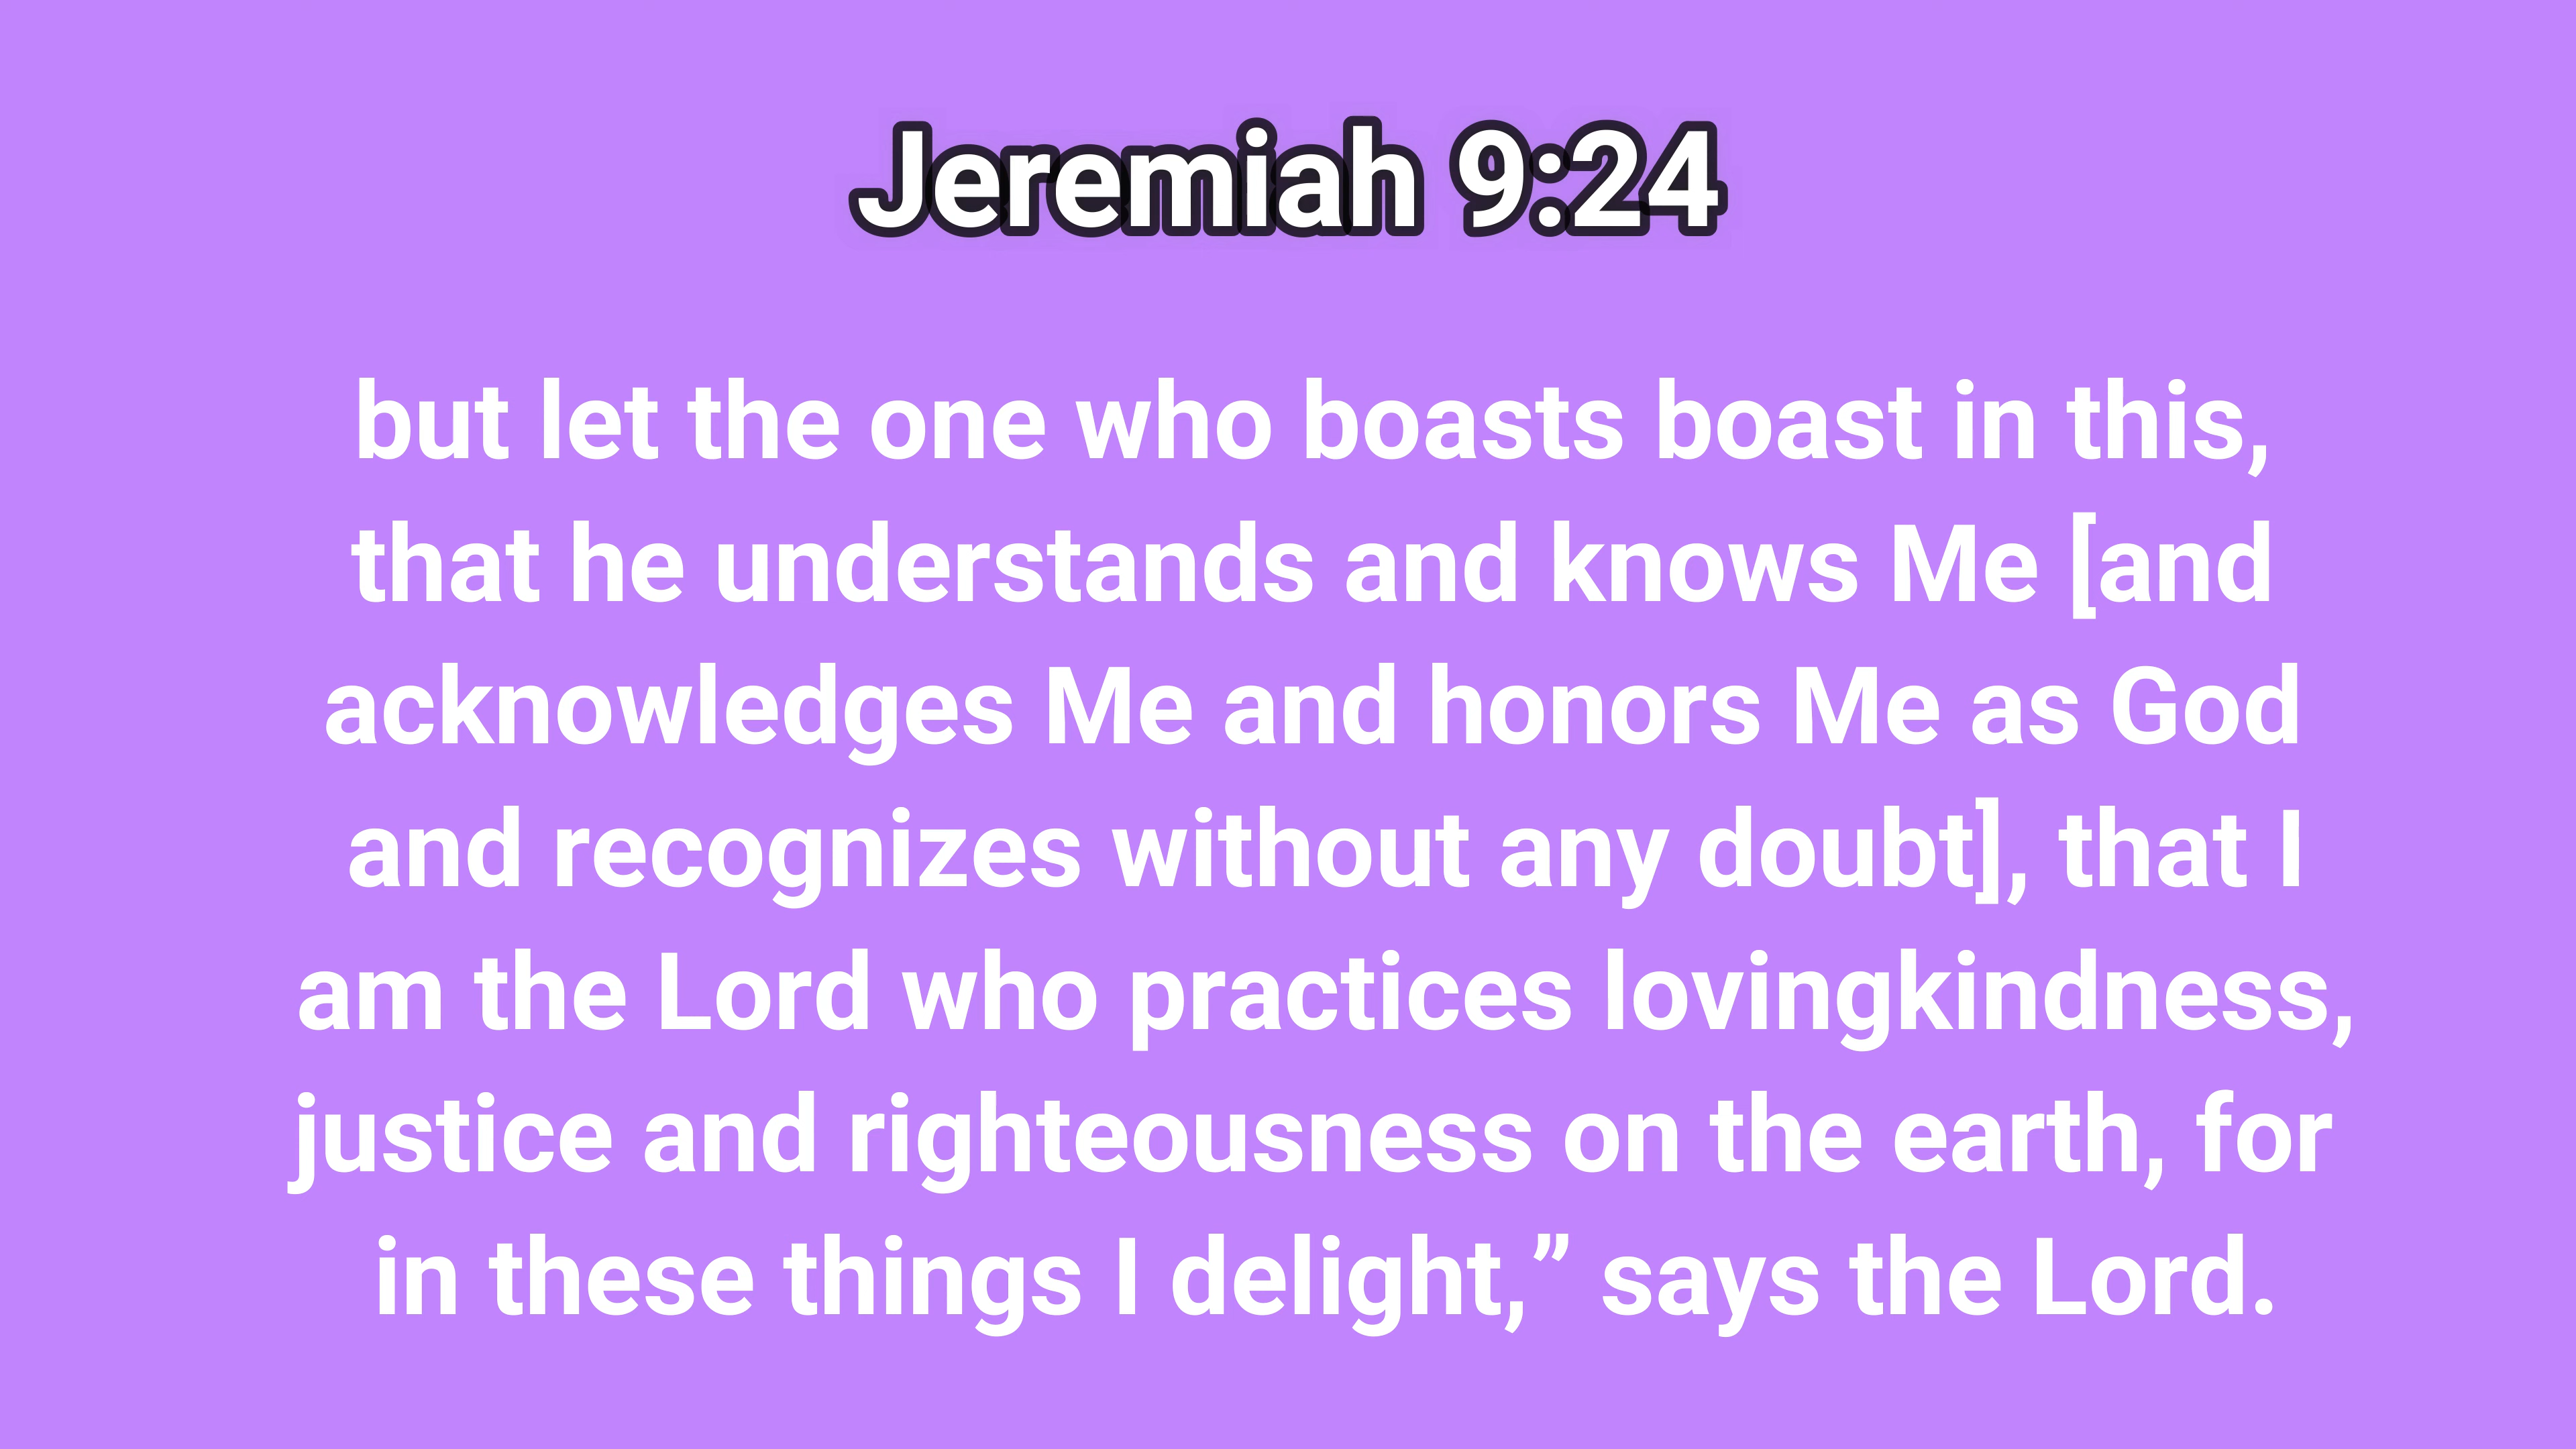 Jeremiah 9:24
but let the one who boasts boast in this,
that he understands and knows Me [and
acknowledges Me and honors Me as God
and recognizes without any doubt], that I
am the Lord who practices lovingkindness,
justice and righteousness on the earth, for
in these things I delight,” says the Lord.